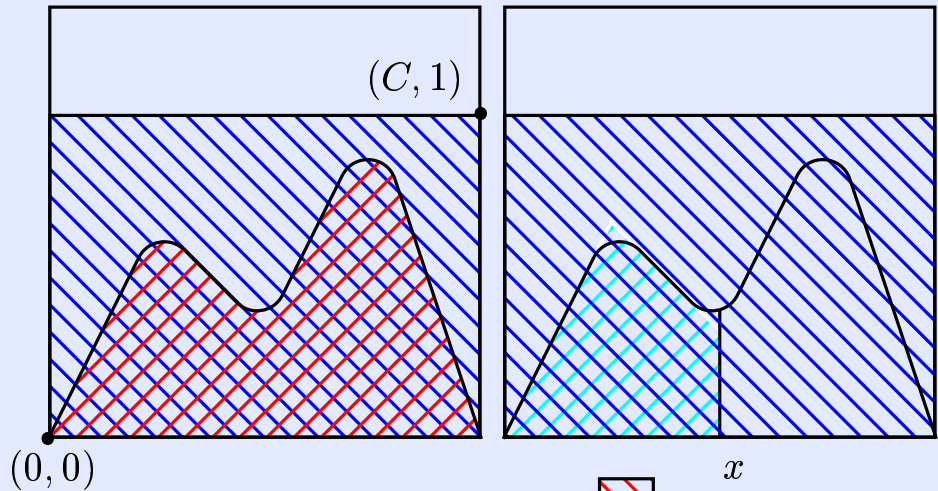 (C, 1)
(0, 0)
x